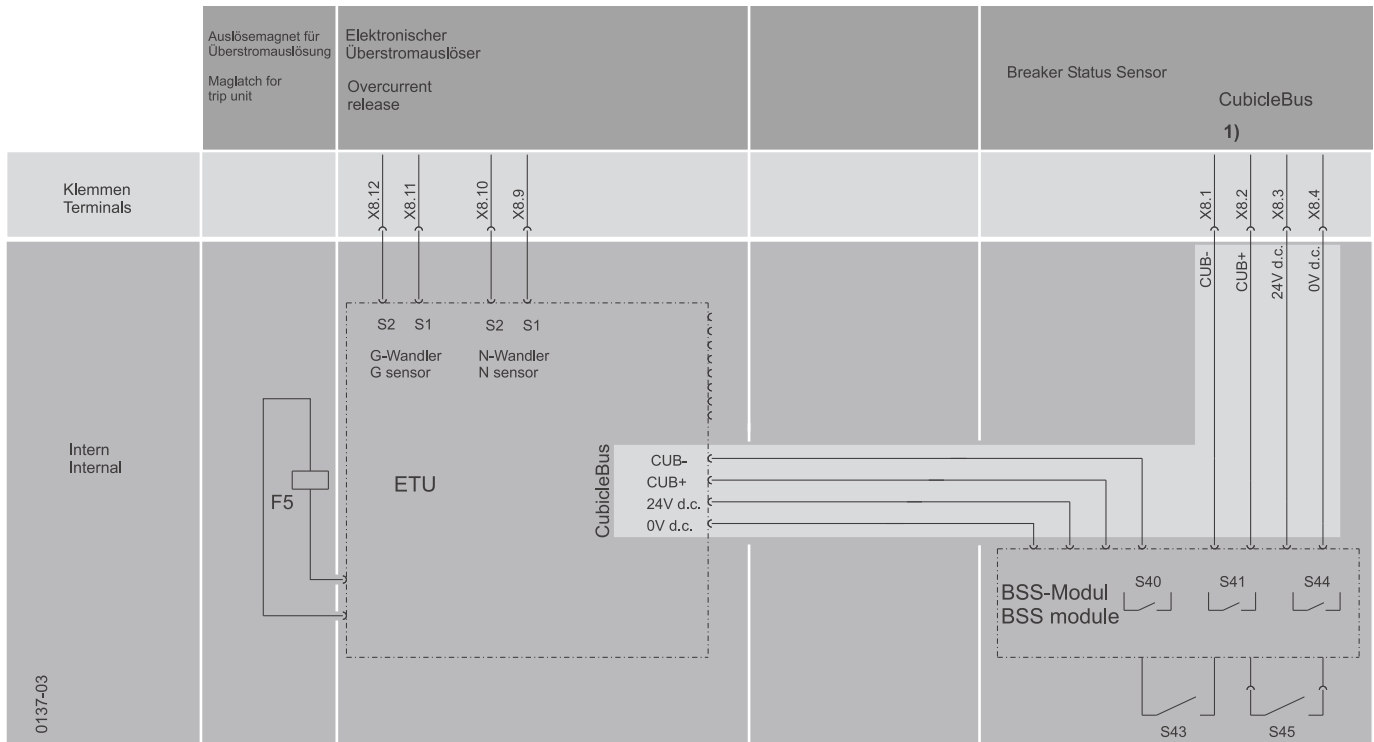 Auslösemagnet für
Überstromauslösung
Maglatch for
trip unit
Elektronischer
Überstromauslöser
Overcurrent
release
Breaker Status Sensor
CubicleBus
1)
Klemmen
Terminals
X8.12
X8.11
X8.10
X8.9
X8.1
X8.2
X8.3
X8.4
CUB-
CUB+
24V d.c.
0V d.c.
S2 S1 S2 S1
G-Wandler
G sensor
N-Wandler
N sensor
Intern
Internal
F5
ETU
CubicleBus
CUB-
CUB+
24V d.c.
0V d.c.
BSS-Modul
BSS module
S40
S41
S44
S43
S45
0137-03